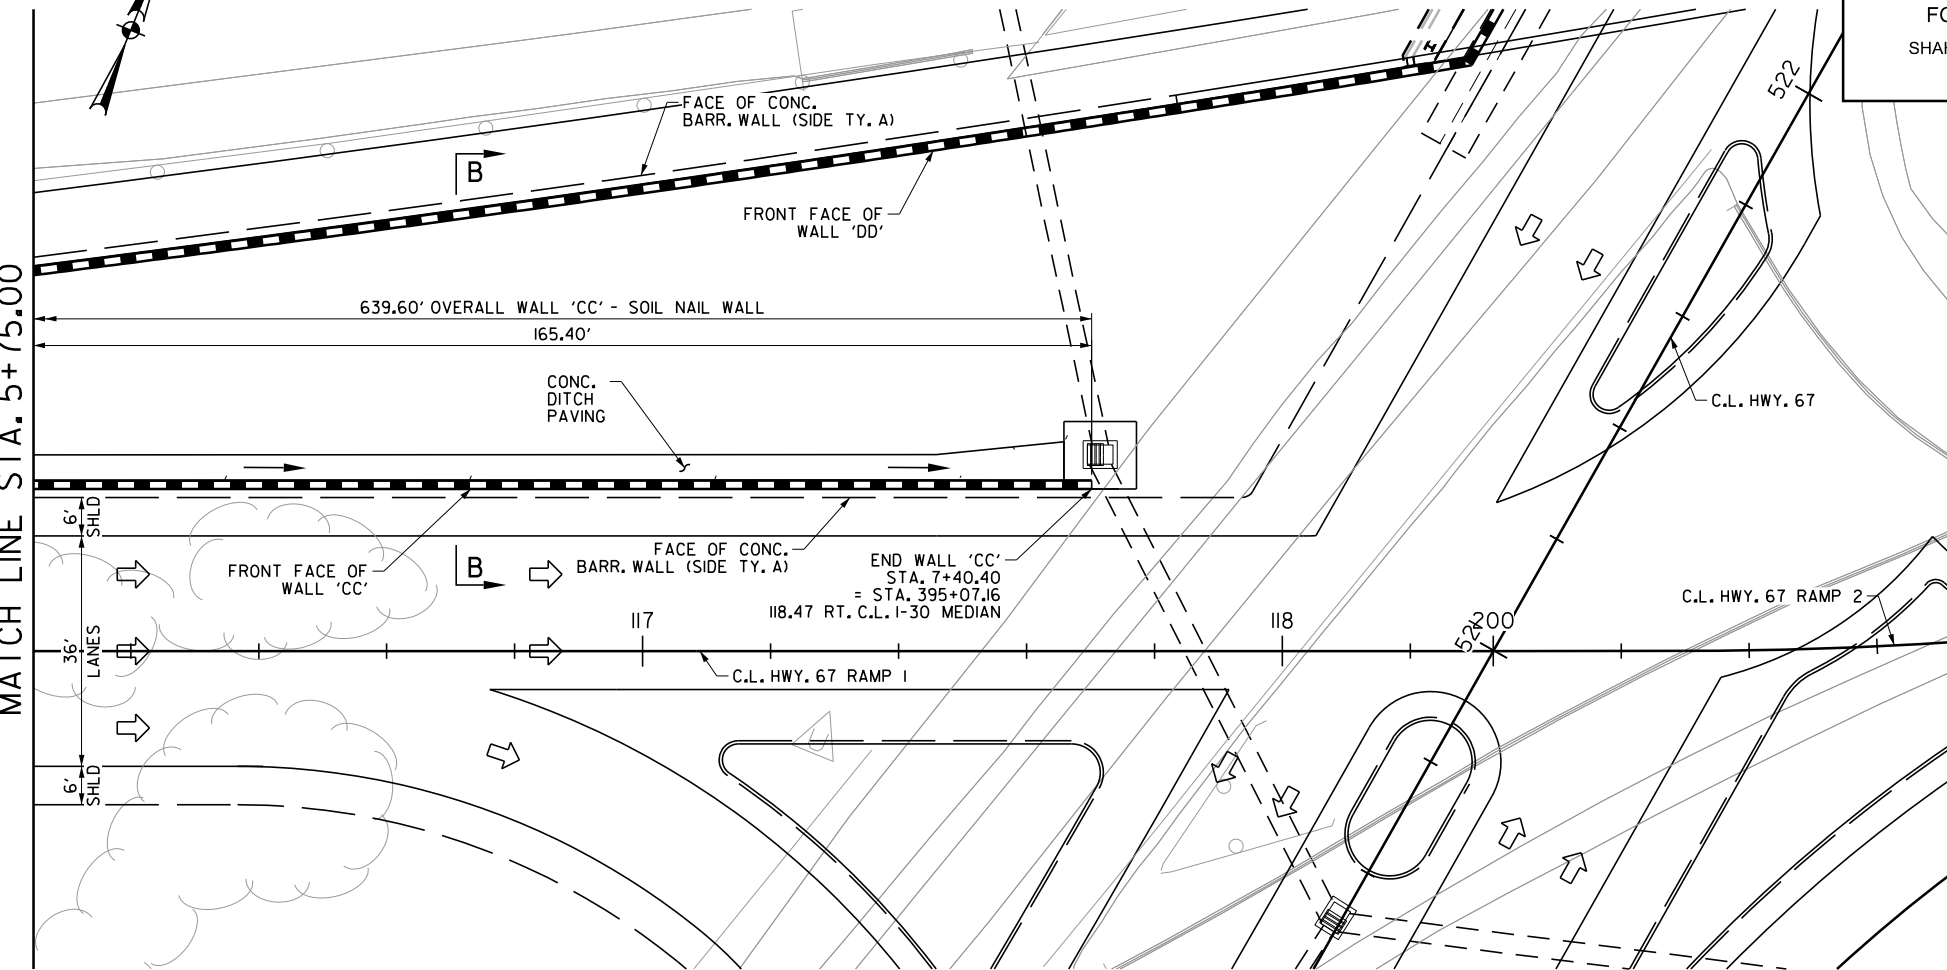 FACE OF CONC.
BARR. WALL (SIDE TY. A)
B
FRONT FACE OF
WALL 'DD'
522
MATCH LINE STA. 5+75.00
639.60' OVERALL WALL 'CC' - SOIL NAIL WALL
165.40'
CONC.
DITCH
PAVING
C.L. HWY. 67
6'
SHLD
FACE OF CONC.
BARR. WALL (SIDE TY. A)
FRONT FACE OF
WALL 'CC'
B
END WALL 'CC'
STA. 7+40.40
= STA. 395+07.16
118.47 RT. C.L. I-30 MEDIAN
C.L. HWY. 67 RAMP 2
117
118
200
36'
LANES
C.L. HWY. 67 RAMP 1
6'
SHLD